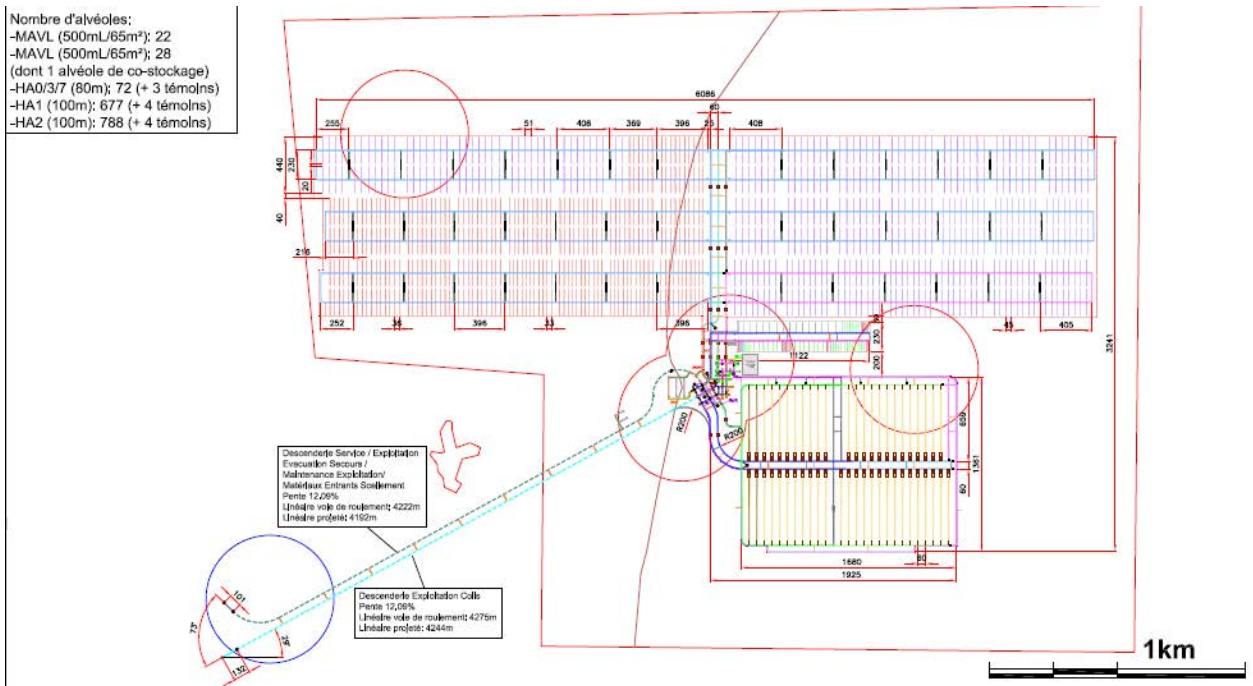 Nombre d'alvéoles:
-MAVL (500mL/65m²): 22
-MAVL (500mL/65m²): 28
(dont 1 alvéole de co-stockage)
-HA0/3/7 (80m): 72 (+ 3 témoins)
-HA1 (100m): 677 (+ 4 témoins)
-HA2 (100m): 788 (+ 4 témoins)
6086
60
255
51
408
369
396
25
408
440
230
20
40
216
252
36
396
33
396
45
405
3241
50
230
200
1122
R200
R200
650
1361
60
80
1680
1925
Descenderie Service / Exploitation
Evacuation Secours /
Maintenance Exploitation/
Matériaux Entrants Scellement
Pente 12,09%
Linéaire voie de roulement: 4222m
Linéaire projeté: 4192m
Descenderie Exploitation Colis
Pente 12,09%
Linéaire voie de roulement: 4275m
Linéaire projeté: 4244m
101
73°
29°
132
1km